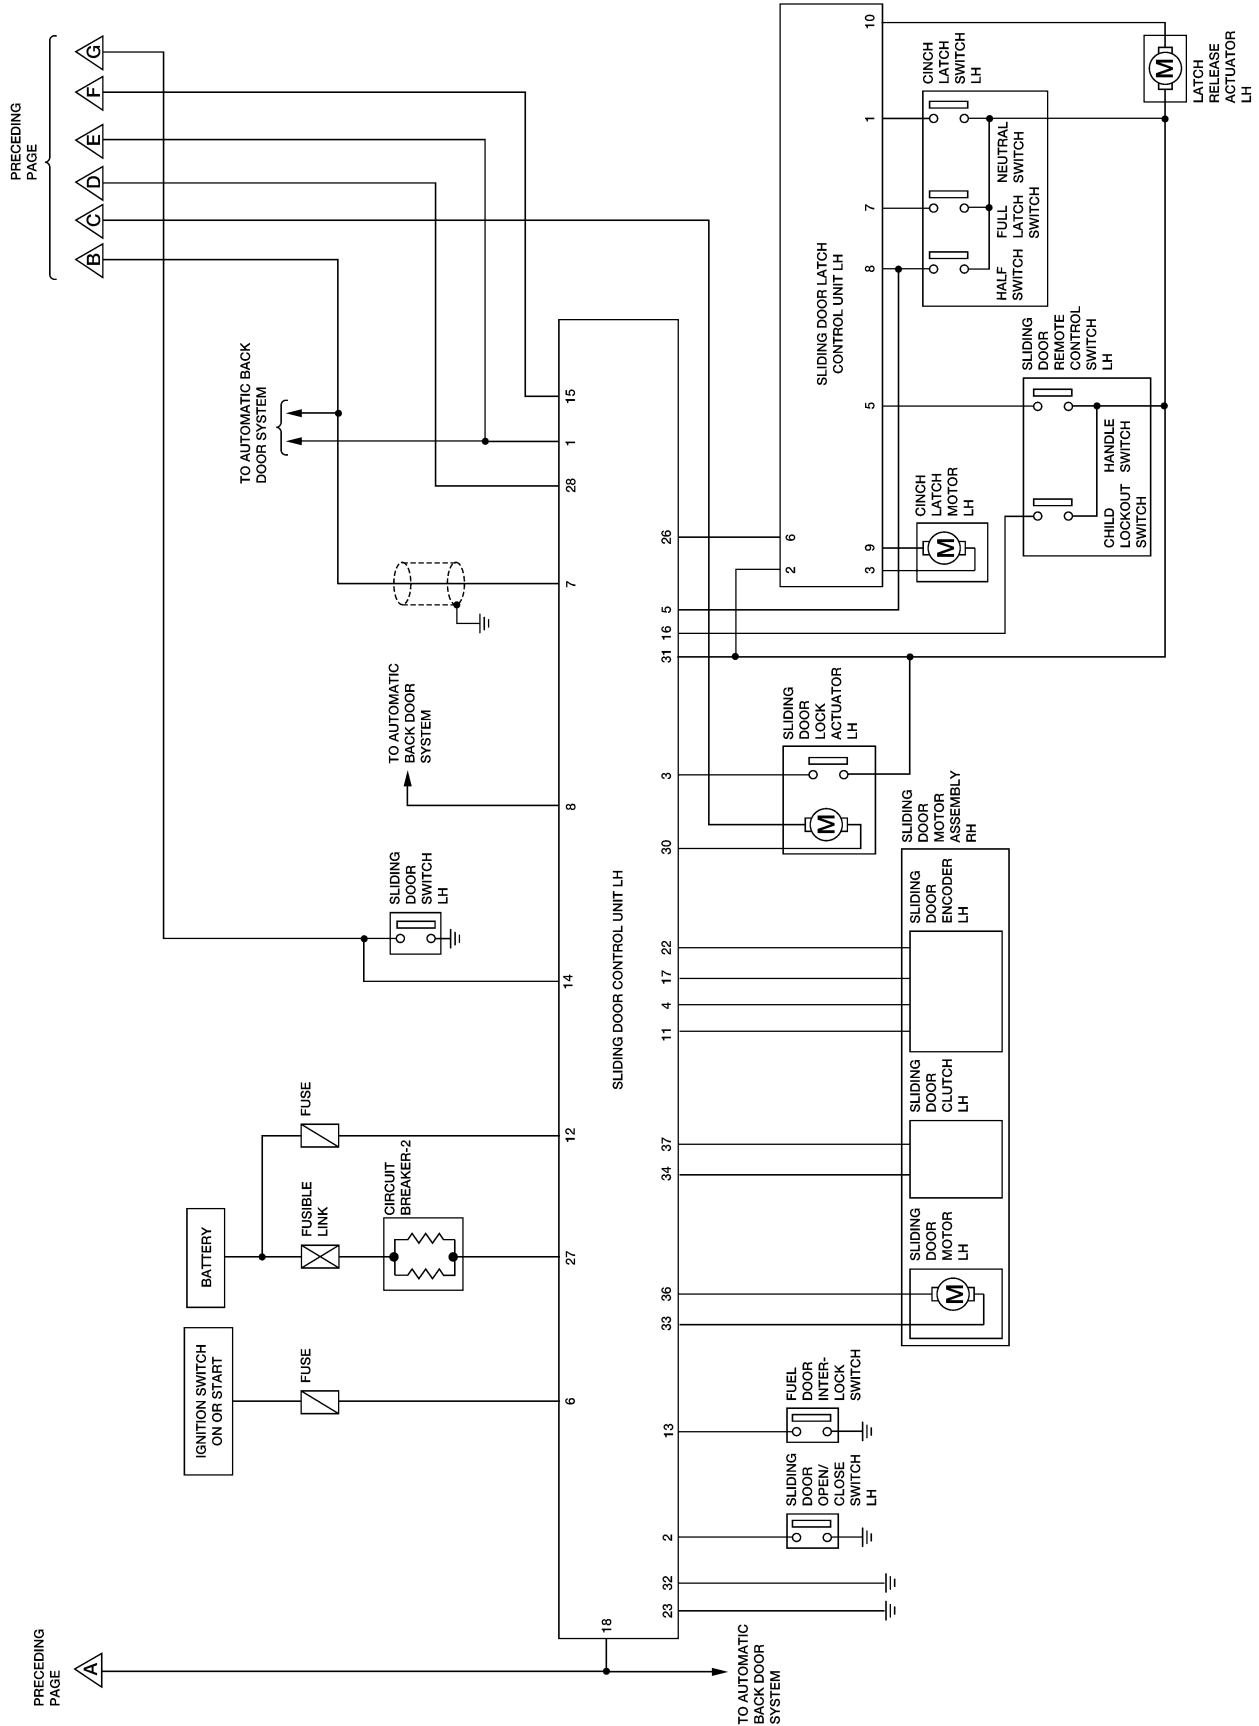 PRECEDING
PAGE
A
PRECEDING
PAGE
B
C
D
E
F
G
IGNITION SWITCH
ON OR START
BATTERY
FUSE
FUSIBLE
LINK
FUSE
TO AUTOMATIC BACK
DOOR SYSTEM
CIRCUIT
BREAKER-2
SLIDING
DOOR
SWITCH
LH
TO AUTOMATIC
BACK DOOR
SYSTEM
6
27
12
14
8
7
28
1
15
18
SLIDING DOOR CONTROL UNIT LH
23
32
2
13
33
36
34
37
11
4
17
22
30
3
31
16
5
26
TO AUTOMATIC
BACK DOOR
SYSTEM
SLIDING
DOOR
OPEN/
CLOSE
SWITCH
LH
FUEL
DOOR
INTER-
LOCK
SWITCH
SLIDING
DOOR
LOCK
ACTUATOR
LH
M
2
6
SLIDING DOOR LATCH
CONTROL UNIT LH
3
9
5
8
7
1
10
SLIDING
DOOR
MOTOR
ASSEMBLY
RH
SLIDING
DOOR
MOTOR
LH
M
SLIDING
DOOR
CLUTCH
LH
SLIDING
DOOR
ENCODER
LH
CINCH
LATCH
MOTOR
LH
M
CINCH
LATCH
SWITCH
LH
HALF
SWITCH
FULL
LATCH
SWITCH
NEUTRAL
SWITCH
SLIDING
DOOR
REMOTE
CONTROL
SWITCH
LH
CHILD
LOCKOUT
SWITCH
HANDLE
SWITCH
M
LATCH
RELEASE
ACTUATOR
LH